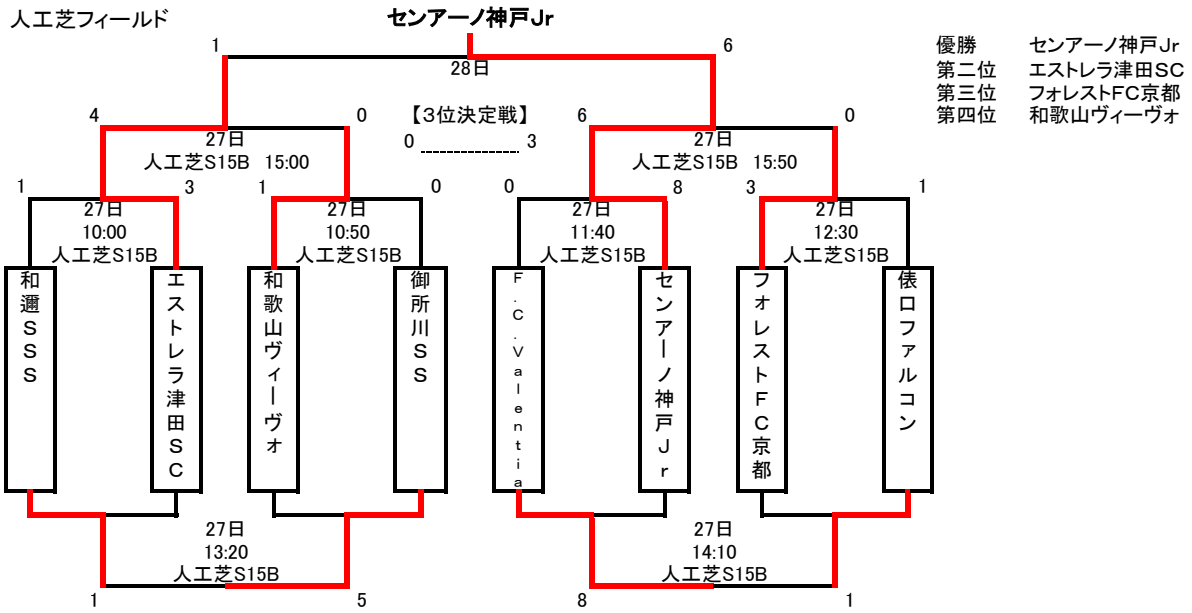 人工芝フィールド
センアーノ神戸Jr
1
6
28日
優勝 センアーノ神戸Jr
第二位 エストレラ津田SC
第三位 フォレストFC京都
第四位 和歌山ヴィーヴォ
4
0
【3位決定戦】
0 3
6
0
27日
人工芝S15B 15:00
27日
人工芝S15B 15:50
1
3
1
0
0
8
3
1
27日
10:00
人工芝S15B
27日
10:50
人工芝S15B
27日
11:40
人工芝S15B
27日
12:30
人工芝S15B
和邇SSS
エストレラ津田SC
和歌山ヴィーヴォ
御所川SS
F.C.Valentia
センアーノ神戸Jr
フォレストFC京都
俵口ファルコン
27日
13:20
人工芝S15B
27日
14:10
人工芝S15B
1
5
8
1